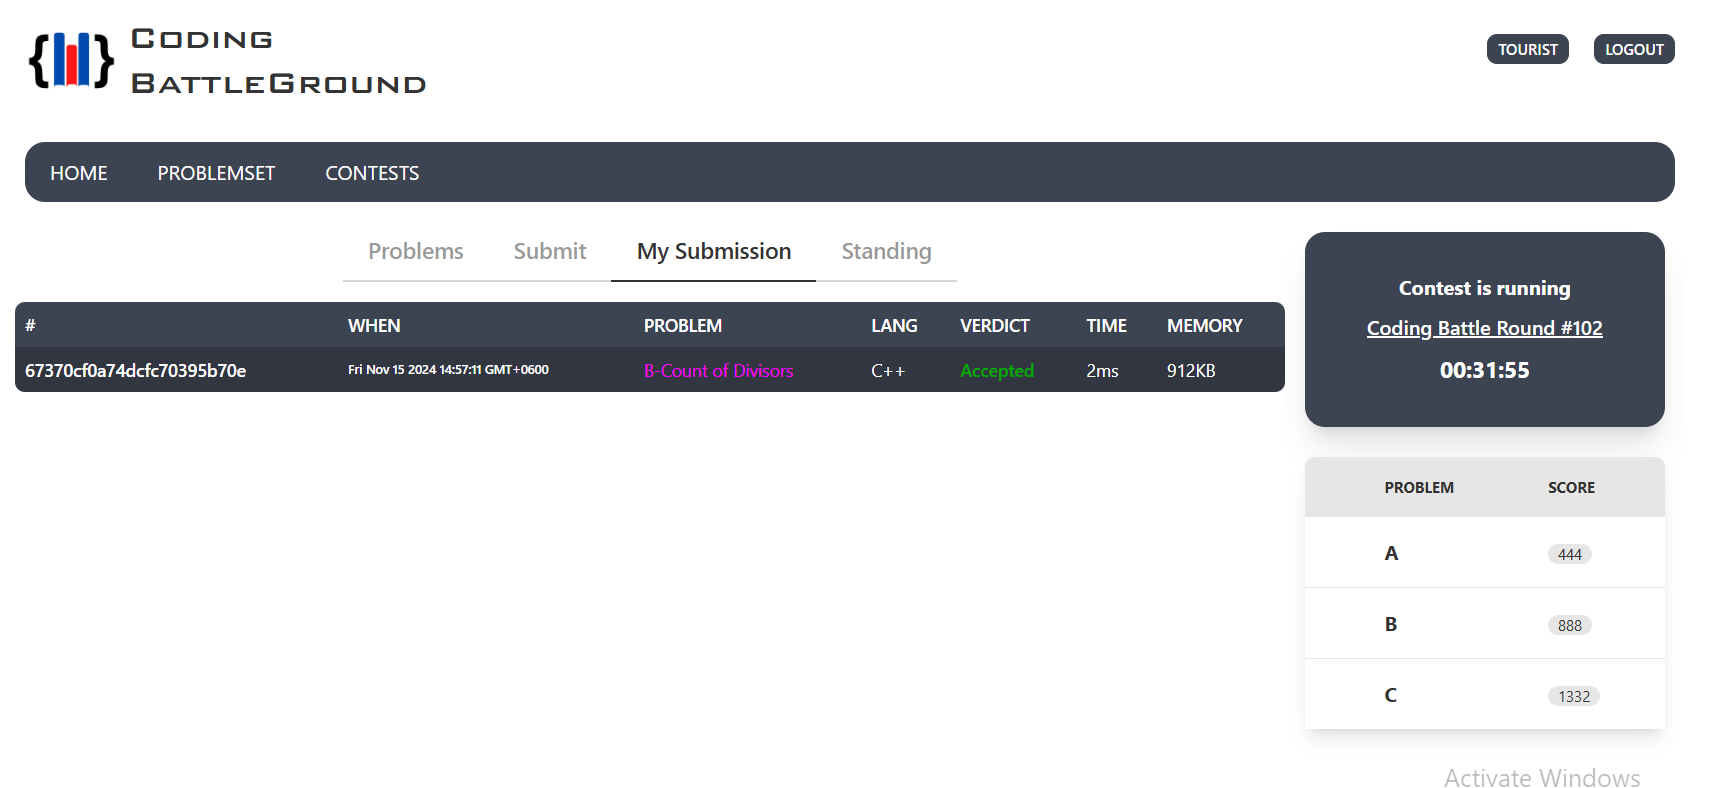 Coding
BattleGround
TOURIST LOGOUT
HOME PROBLEMSET CONTESTS
Problems Submit My Submission Standing
# WHEN PROBLEM LANG VERDICT TIME MEMORY
67370cf0a74dcfc70395b70e Fri Nov 15 2024 14:57:11 GMT+0600 B-Count of Divisors C++ Accepted 2ms 912KB
Contest is running
Coding Battle Round #102
00:31:55
PROBLEM SCORE
A 444
B 888
C 1332
Activate Windows